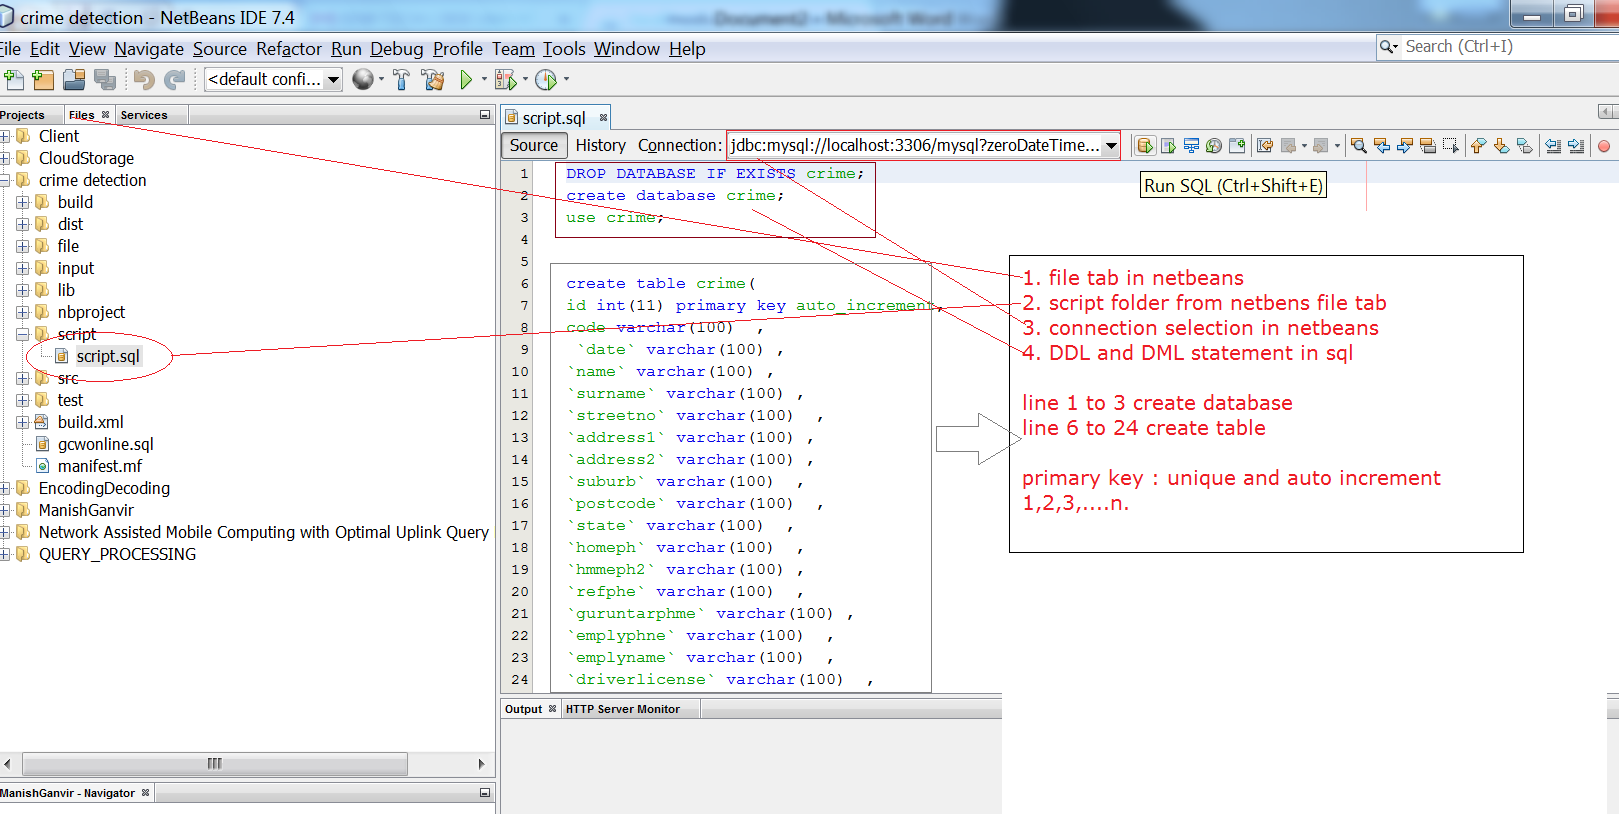 crime detection - NetBeans IDE 7.4
Document2 - Microsoft Word
File Edit View Navigate Source Refactor Run Debug Profile Team Tools Window Help
Search (Ctrl+I)
<default confi...
Projects Files Services
Client
CloudStorage
crime detection
build
dist
file
input
lib
nbproject
script
script.sql
src
test
build.xml
gcwonline.sql
manifest.mf
EncodingDecoding
ManishGanvir
Network Assisted Mobile Computing with Optimal Uplink Query
QUERY_PROCESSING
ManishGanvir - Navigator
script.sql
Source History Connection: jdbc:mysql://localhost:3306/mysql?zeroDateTime...
Run SQL (Ctrl+Shift+E)
1 DROP DATABASE IF EXISTS crime;
2 create database crime;
3 use crime;
4
5
6 create table crime(
7 id int(11) primary key auto_increment,
8 code varchar(100) ,
9 `date` varchar(100) ,
10 `name` varchar(100) ,
11 `surname` varchar(100) ,
12 `streetno` varchar(100) ,
13 `address1` varchar(100) ,
14 `address2` varchar(100) ,
15 `suburb` varchar(100) ,
16 `postcode` varchar(100) ,
17 `state` varchar(100) ,
18 `homeph` varchar(100) ,
19 `hmmeph2` varchar(100) ,
20 `refphe` varchar(100) ,
21 `guruntarphme` varchar(100) ,
22 `emplyphne` varchar(100) ,
23 `emplyname` varchar(100) ,
24 `driverlicense` varchar(100) ,
1. file tab in netbeans
2. script folder from netbens file tab
3. connection selection in netbeans
4. DDL and DML statement in sql
line 1 to 3 create database
line 6 to 24 create table
primary key : unique and auto increment
1,2,3,....n.
Output HTTP Server Monitor